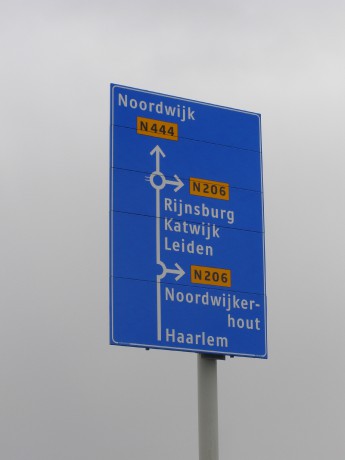 Noordwijk
N444
N206
Rijnsburg
Katwijk
Leiden
N206
Noordwijker-
hout
Haarlem